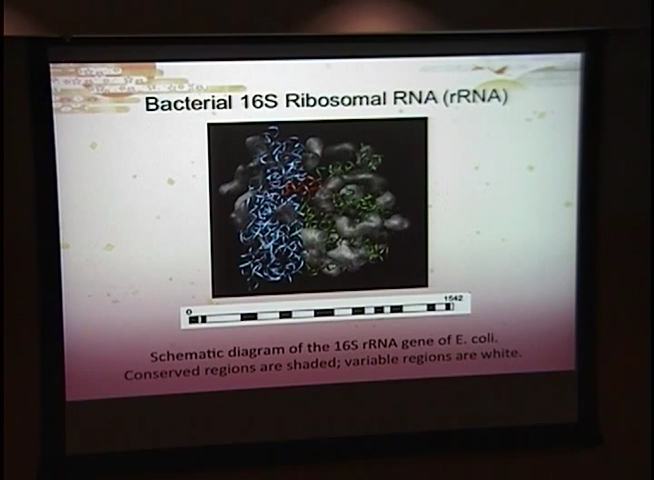 Bacterial 16S Ribosomal RNA (rRNA)
0 1542
Schematic diagram of the 16S rRNA gene of E. coli.
Conserved regions are shaded; variable regions are white.